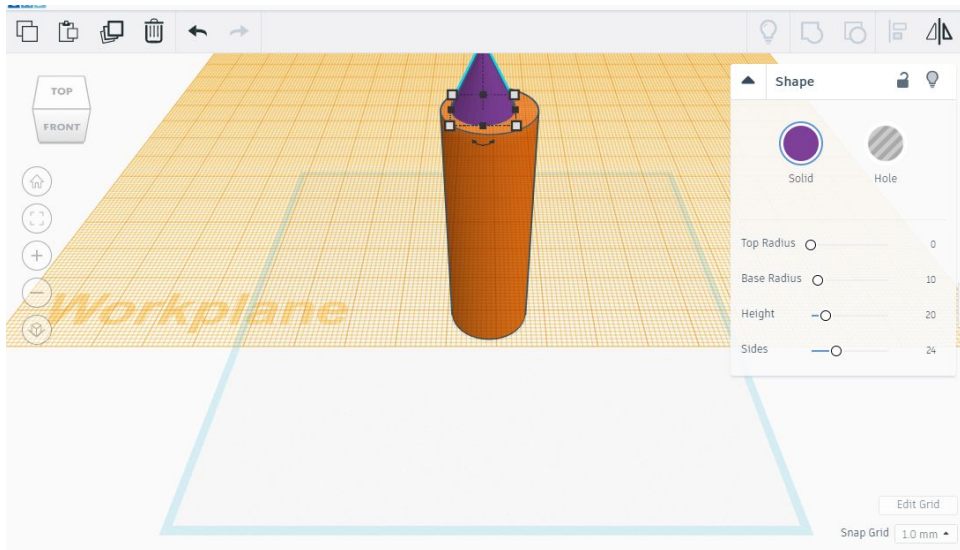 TOP
FRONT
Workplane
Shape
Solid
Hole
Top Radius 0
Base Radius 10
Height 20
Sides 24
Edit Grid
Snap Grid 1.0 mm